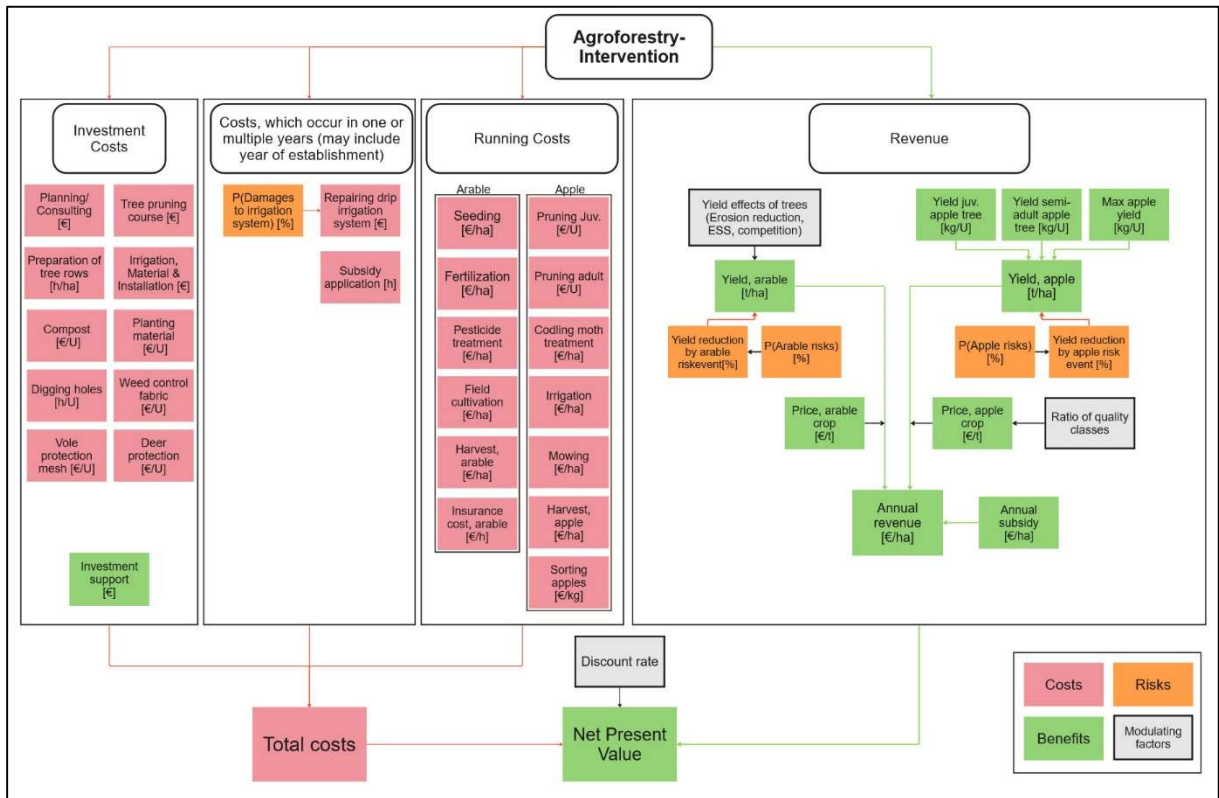 Agroforestry-
Intervention
Investment
Costs
Planning/
Consulting
[€]
Tree pruning
course [€]
Preparation of
tree rows
[h/ha]
Irrigation,
Material &
Installation [€]
Compost
[€/U]
Planting
material
[€/U]
Digging holes
[h/U]
Weed control
fabric
[€/U]
Vole
protection
mesh [€/U]
Deer
protection
[€/U]
Investment
support
[€]
Costs, which occur in one or
multiple years (may include
year of establishment)
P(Damages
to irrigation
system) [%]
Repairing drip
irrigation
system [€]
Subsidy
application [h]
Running Costs
Arable
Seeding
[€/ha]
Fertilization
[€/ha]
Pesticide
treatment
[€/ha]
Field
cultivation
[€/ha]
Harvest,
arable
[€/ha]
Insurance
cost, arable
[€/h]
Apple
Pruning Juv.
[€/U]
Pruning adult
[€/U]
Codling moth
treatment
[€/ha]
Irrigation
[€/ha]
Mowing
[€/ha]
Harvest,
apple
[€/ha]
Sorting
apples
[€/kg]
Revenue
Yield effects of trees
(Erosion reduction,
ESS, competition)
Yield juv.
apple tree
[kg/U]
Yield semi-
adult apple
tree [kg/U]
Max apple
yield
[kg/U]
Yield, arable
[t/ha]
Yield, apple
[t/ha]
Yield reduction
by arable
riskevent[%]
P(Arable risks)
[%]
P(Apple risks)
[%]
Yield reduction
by apple risk
event [%]
Price, arable
crop
[€/t]
Price, apple
crop
[€/t]
Ratio of quality
classes
Annual
revenue
[€/ha]
Annual
subsidy
[€/ha]
Discount rate
Total costs
Net Present
Value
Costs
Risks
Benefits
Modulating
factors